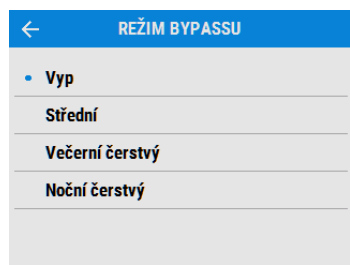 REŽIM BYPASSU
Vyp
Střední
Večerní čerstvý
Noční čerstvý